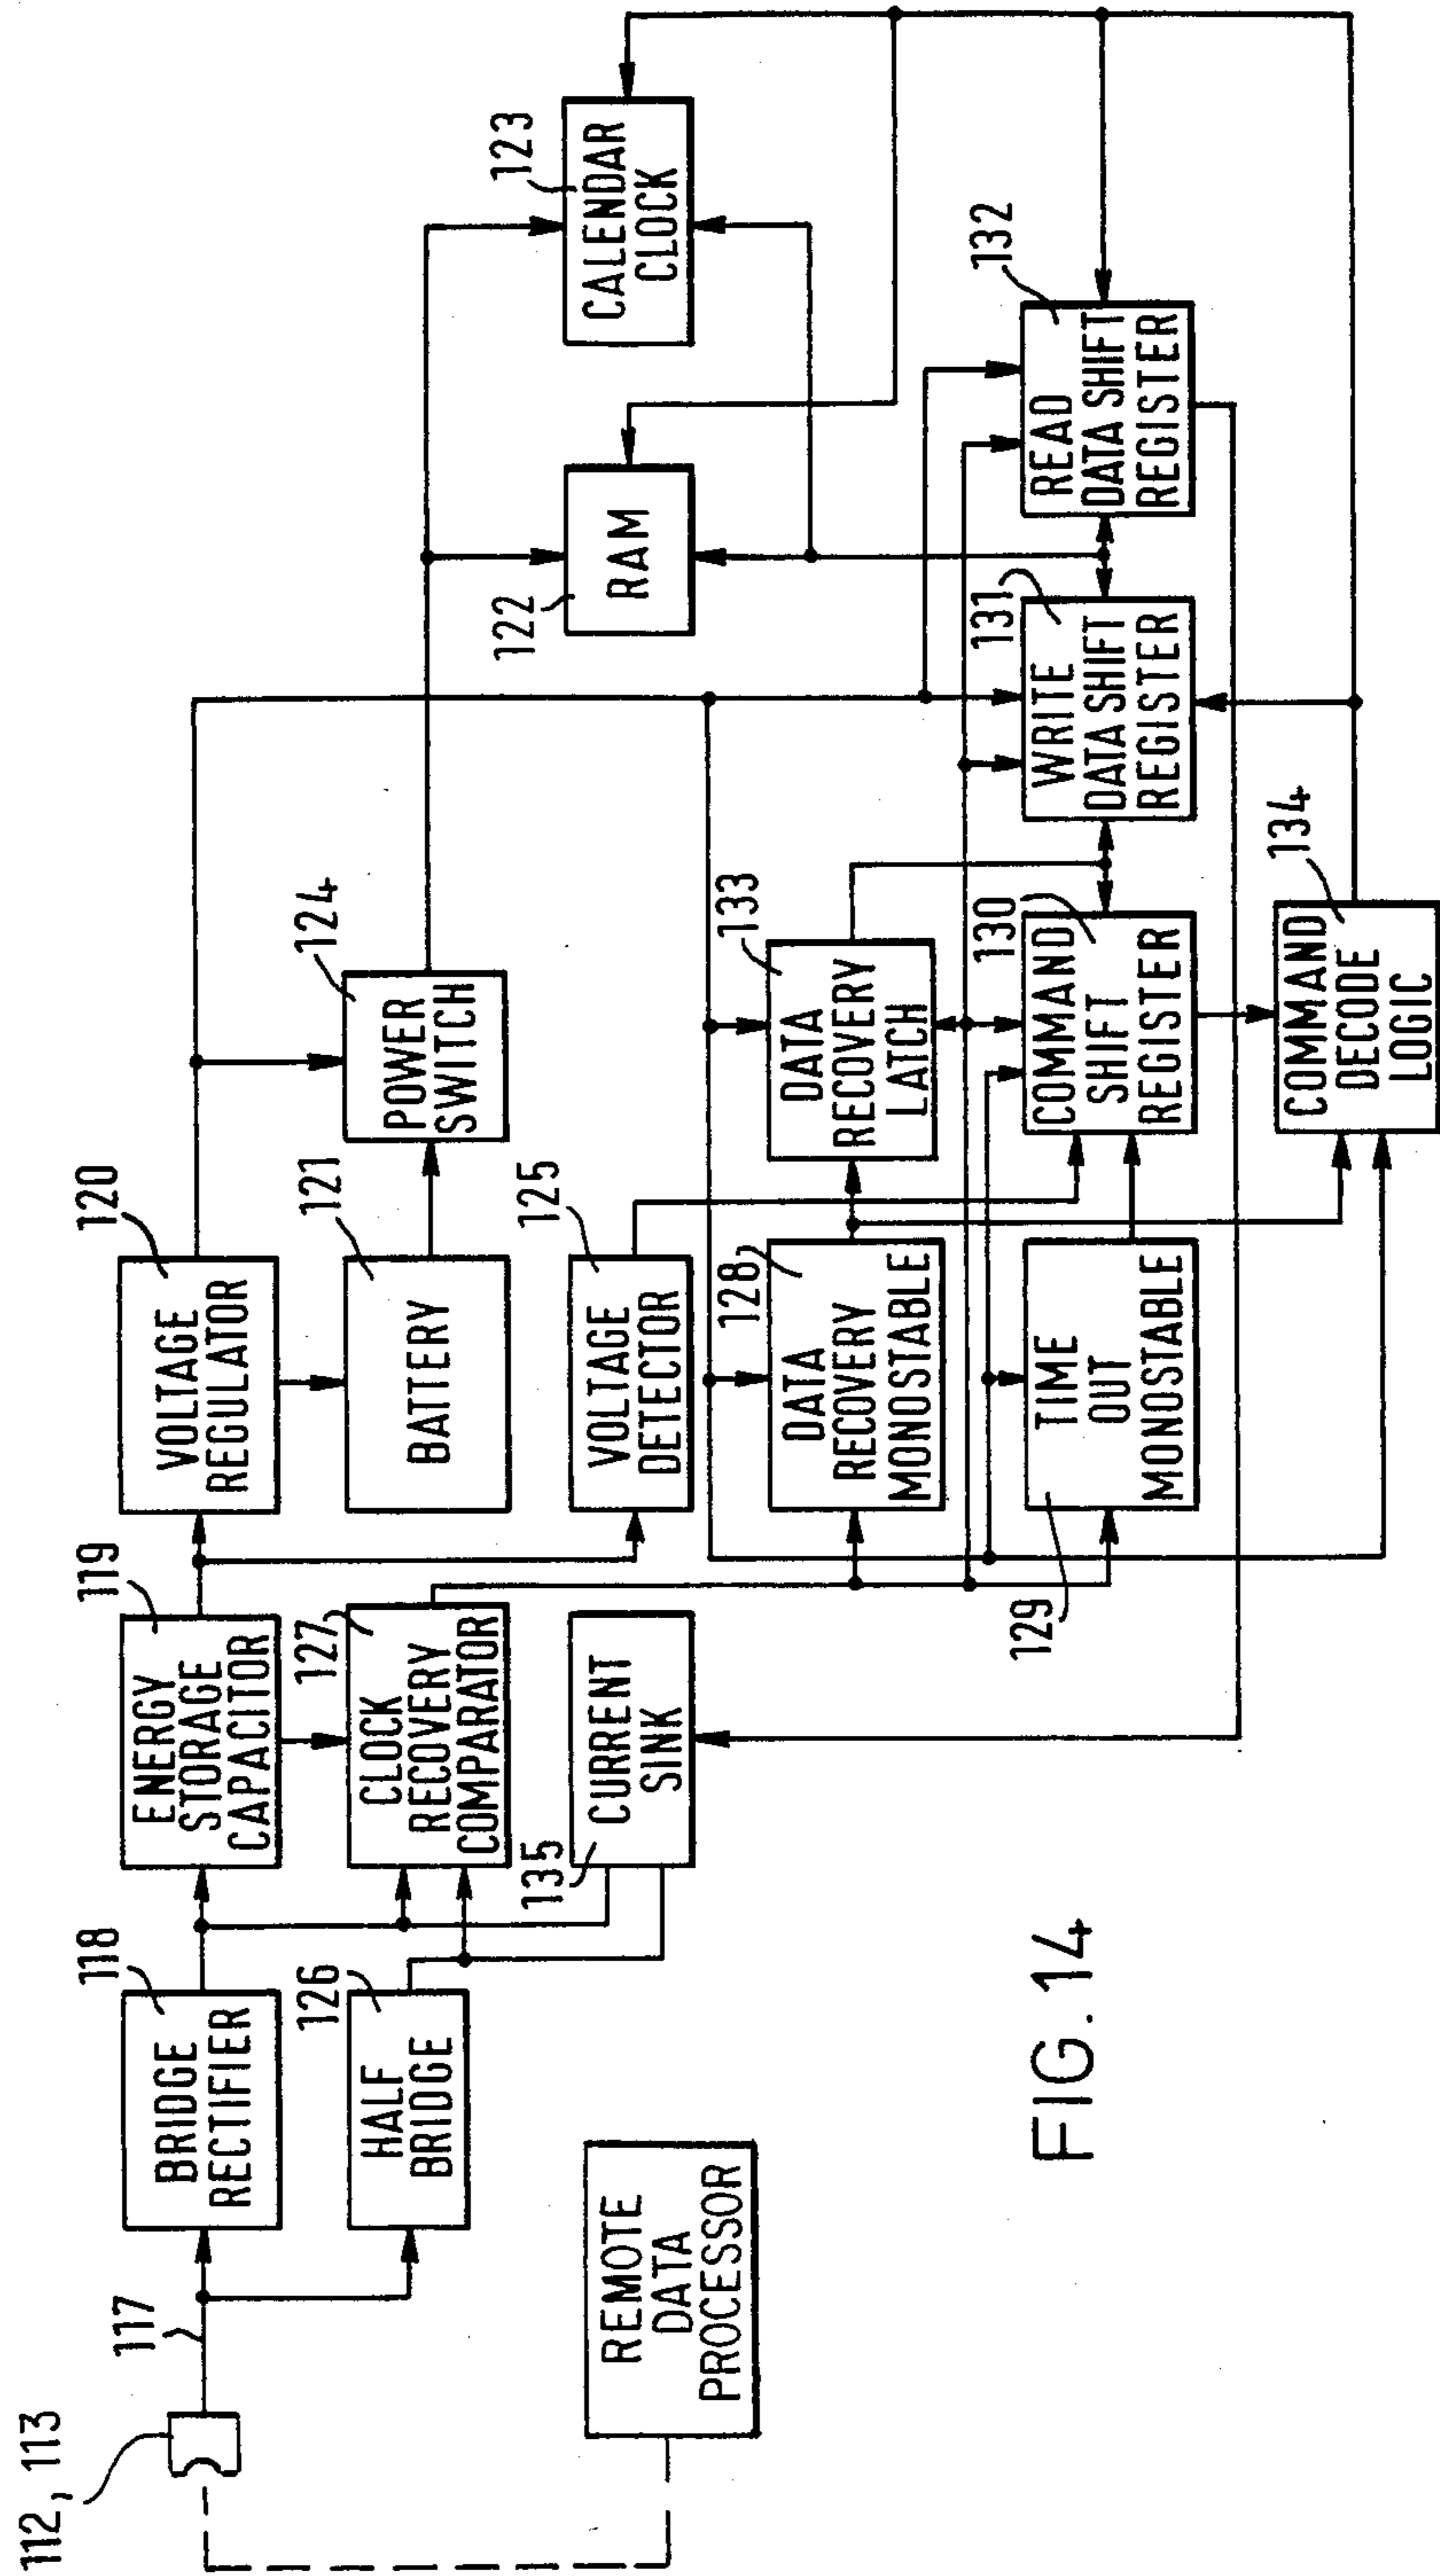 112, 113
117
118
BRIDGE
RECTIFIER
119
ENERGY
STORAGE
CAPACITOR
120
VOLTAGE
REGULATOR
126
HALF
BRIDGE
127
CLOCK
RECOVERY
COMPARATOR
121
BATTERY
124
POWER
SWITCH
135
CURRENT
SINK
125
VOLTAGE
DETECTOR
122
RAM
123
CALENDAR
CLOCK
REMOTE
DATA
PROCESSOR
128
DATA
RECOVERY
MONOSTABLE
133
DATA
RECOVERY
LATCH
129
TIME
OUT
MONOSTABLE
130
COMMAND
SHIFT
REGISTER
131
WRITE
DATA SHIFT
REGISTER
132
READ
DATA SHIFT
REGISTER
134
COMMAND
DECODE
LOGIC
FIG. 14